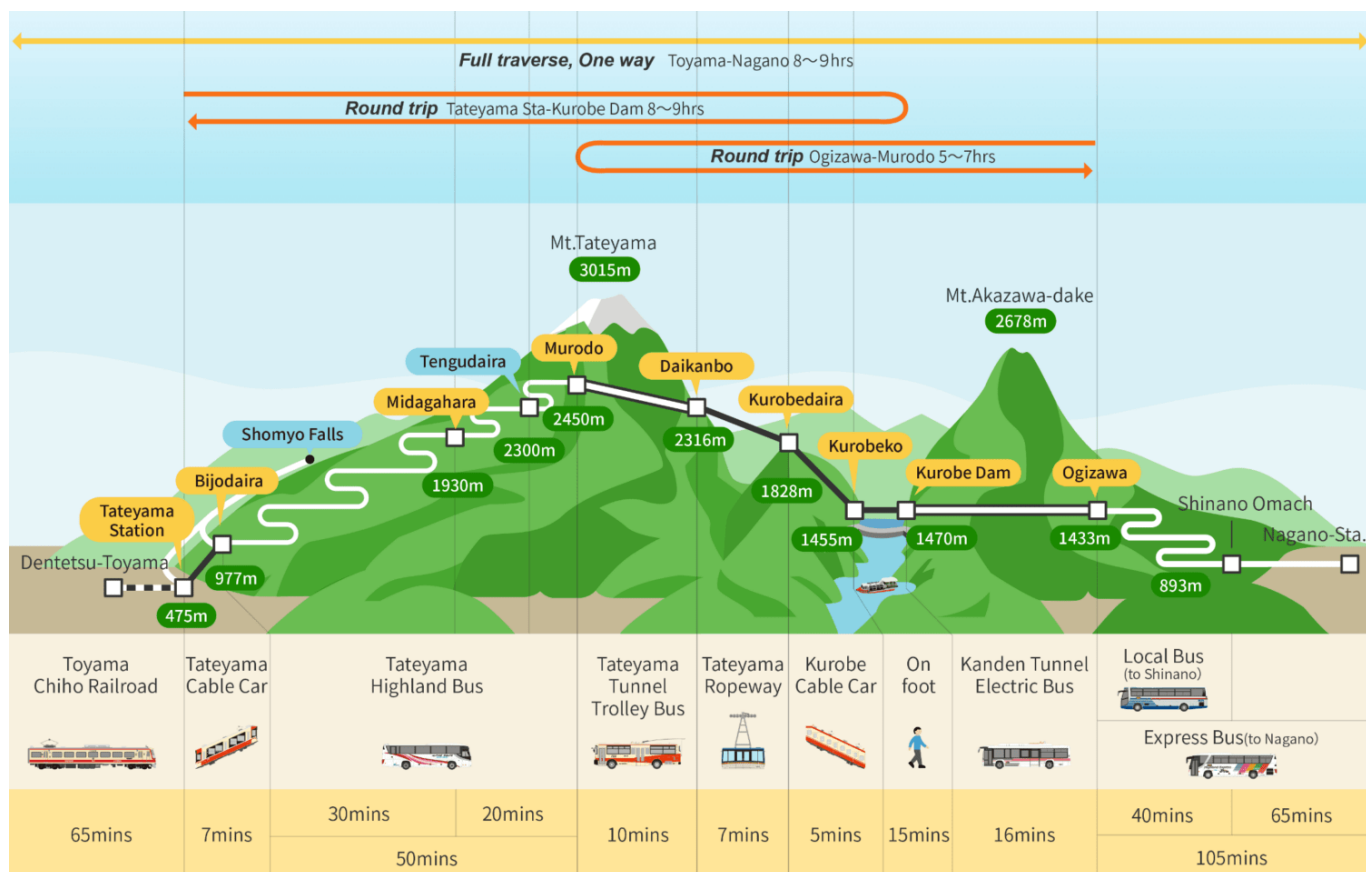 Full traverse, One way Toyama-Nagano 8～9hrs
Round trip Tateyama Sta-Kurobe Dam 8～9hrs
Round trip Ogizawa-Murodo 5～7hrs
Mt.Tateyama
3015m
Mt.Akazawa-dake
2678m
Murodo
Tengudaira
Daikanbo
Midagahara
Kurobedaira
2450m
Shomyo Falls
2316m
2300m
Kurobeko
Kurobe Dam
Ogizawa
Bijodaira
1930m
1828m
Tateyama
Station
Shinano Omach
1455m
1470m
1433m
Nagano-Sta.
Dentetsu-Toyama
977m
893m
475m
Toyama
Chiho Railroad
Tateyama
Cable Car
Tateyama
Highland Bus
Tateyama
Tunnel
Trolley Bus
Tateyama
Ropeway
Kurobe
Cable Car
On
foot
Kanden Tunnel
Electric Bus
Local Bus
(to Shinano)
Express Bus(to Nagano)
65mins
7mins
30mins
20mins
50mins
10mins
7mins
5mins
15mins
16mins
40mins
65mins
105mins